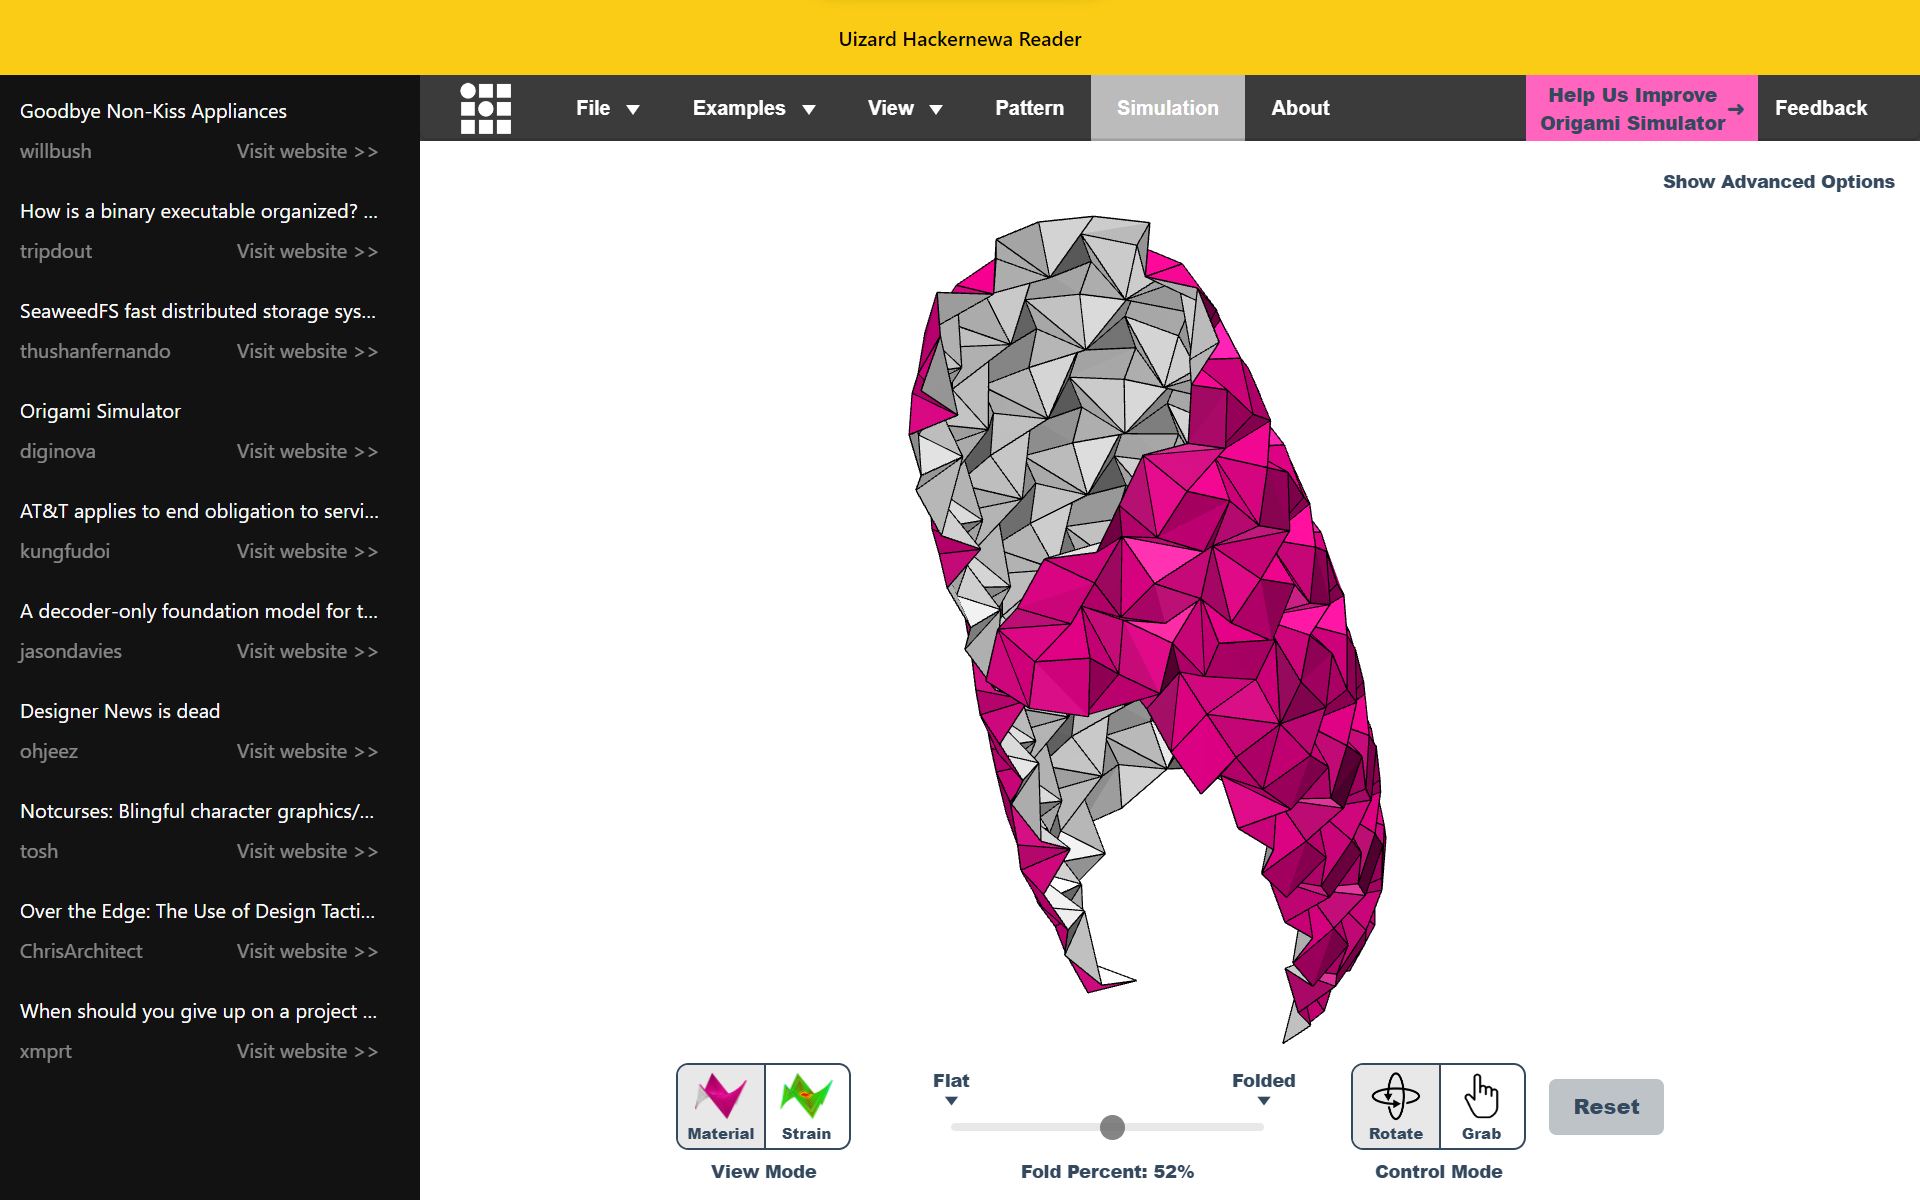 Uizard Hackernewa Reader
Goodbye Non-Kiss Appliances
willbush Visit website >>
How is a binary executable organized? ...
tripdout Visit website >>
SeaweedFS fast distributed storage sys...
thushanfernando Visit website >>
Origami Simulator
diginova Visit website >>
AT&T applies to end obligation to servi...
kungfudoi Visit website >>
A decoder-only foundation model for t...
jasondavies Visit website >>
Designer News is dead
ohjeez Visit website >>
Notcurses: Blingful character graphics/...
tosh Visit website >>
Over the Edge: The Use of Design Tacti...
ChrisArchitect Visit website >>
When should you give up on a project ...
xmprt Visit website >>
File Examples View Pattern Simulation About
Help Us Improve
Origami Simulator →
Feedback
Show Advanced Options
Material Strain
View Mode
Flat Folded
Fold Percent: 52%
Rotate Grab
Control Mode
Reset